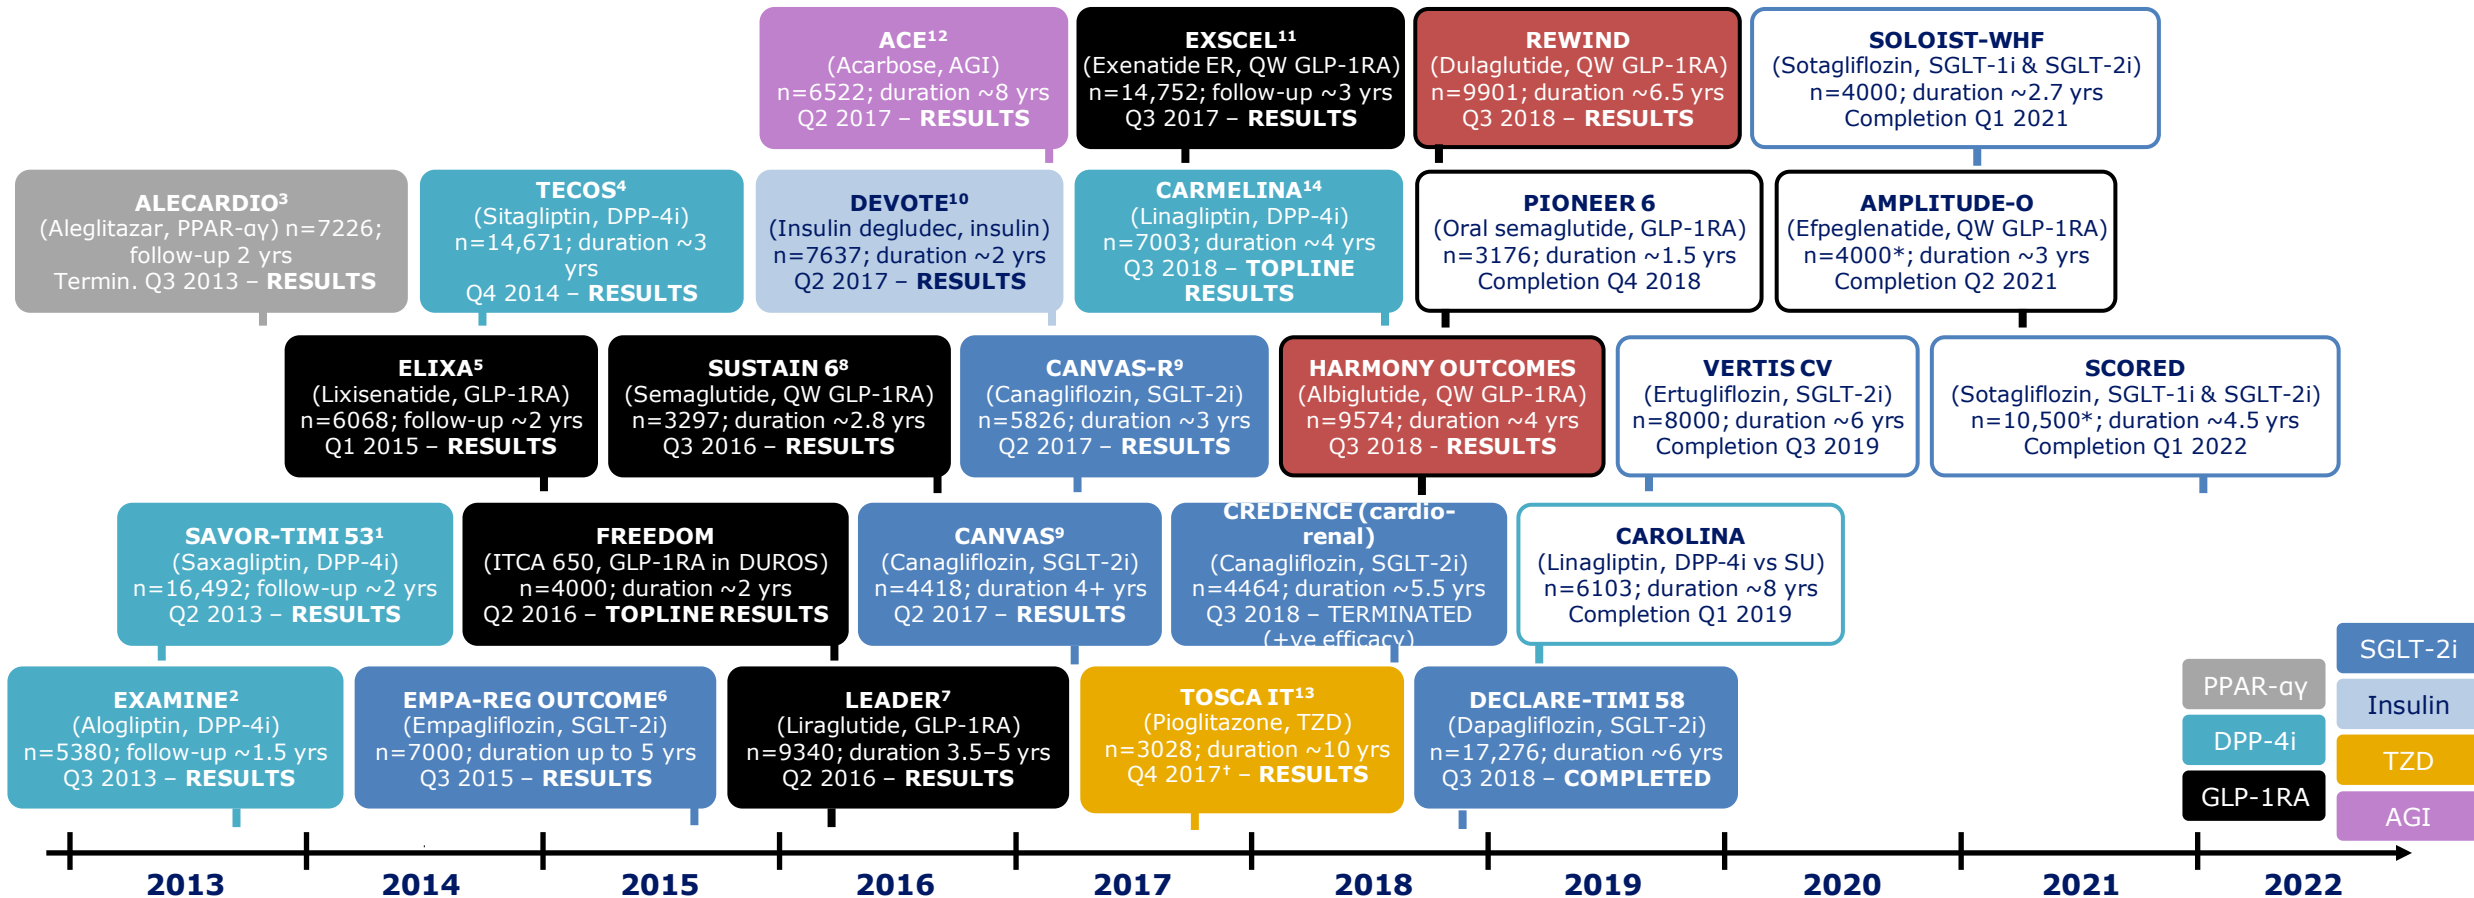 ACE¹²
(Acarbose, AGI)
n=6522; duration ~8 yrs
Q2 2017 – RESULTS
EXSCEL¹¹
(Exenatide ER, QW GLP-1RA)
n=14,752; follow-up ~3 yrs
Q3 2017 – RESULTS
REWIND
(Dulaglutide, QW GLP-1RA)
n=9901; duration ~6.5 yrs
Q3 2018 – RESULTS
SOLOIST-WHF
(Sotagliflozin, SGLT-1i & SGLT-2i)
n=4000; duration ~2.7 yrs
Completion Q1 2021
ALECARDIO³
(Aleglitazar, PPAR-αγ) n=7226;
follow-up 2 yrs
Termin. Q3 2013 – RESULTS
TECOS⁴
(Sitagliptin, DPP-4i)
n=14,671; duration ~3
yrs
Q4 2014 – RESULTS
DEVOTE¹⁰
(Insulin degludec, insulin)
n=7637; duration ~2 yrs
Q2 2017 – RESULTS
CARMELINA¹⁴
(Linagliptin, DPP-4i)
n=7003; duration ~4 yrs
Q3 2018 – TOPLINE
RESULTS
PIONEER 6
(Oral semaglutide, GLP-1RA)
n=3176; duration ~1.5 yrs
Completion Q4 2018
AMPLITUDE-O
(Efpeglenatide, QW GLP-1RA)
n=4000*; duration ~3 yrs
Completion Q2 2021
ELIXA⁵
(Lixisenatide, GLP-1RA)
n=6068; follow-up ~2 yrs
Q1 2015 – RESULTS
SUSTAIN 6⁸
(Semaglutide, QW GLP-1RA)
n=3297; duration ~2.8 yrs
Q3 2016 – RESULTS
CANVAS-R⁹
(Canagliflozin, SGLT-2i)
n=5826; duration ~3 yrs
Q2 2017 – RESULTS
HARMONY OUTCOMES
(Albiglutide, QW GLP-1RA)
n=9574; duration ~4 yrs
Q3 2018 - RESULTS
VERTIS CV
(Ertugliflozin, SGLT-2i)
n=8000; duration ~6 yrs
Completion Q3 2019
SCORED
(Sotagliflozin, SGLT-1i & SGLT-2i)
n=10,500*; duration ~4.5 yrs
Completion Q1 2022
SAVOR-TIMI 53¹
(Saxagliptin, DPP-4i)
n=16,492; follow-up ~2 yrs
Q2 2013 – RESULTS
FREEDOM
(ITCA 650, GLP-1RA in DUROS)
n=4000; duration ~2 yrs
Q2 2016 – TOPLINE RESULTS
CANVAS⁹
(Canagliflozin, SGLT-2i)
n=4418; duration 4+ yrs
Q2 2017 – RESULTS
CREDENCE (cardio-
renal)
(Canagliflozin, SGLT-2i)
n=4464; duration ~5.5 yrs
Q3 2018 – TERMINATED
(+ve efficacy)
CAROLINA
(Linagliptin, DPP-4i vs SU)
n=6103; duration ~8 yrs
Completion Q1 2019
EXAMINE²
(Alogliptin, DPP-4i)
n=5380; follow-up ~1.5 yrs
Q3 2013 – RESULTS
EMPA-REG OUTCOME⁶
(Empagliflozin, SGLT-2i)
n=7000; duration up to 5 yrs
Q3 2015 – RESULTS
LEADER⁷
(Liraglutide, GLP-1RA)
n=9340; duration 3.5–5 yrs
Q2 2016 – RESULTS
TOSCA IT¹³
(Pioglitazone, TZD)
n=3028; duration ~10 yrs
Q4 2017† – RESULTS
DECLARE-TIMI 58
(Dapagliflozin, SGLT-2i)
n=17,276; duration ~6 yrs
Q3 2018 – COMPLETED
PPAR-αγ
DPP-4i
GLP-1RA
SGLT-2i
Insulin
TZD
AGI
2013
2014
2015
2016
2017
2018
2019
2020
2021
2022